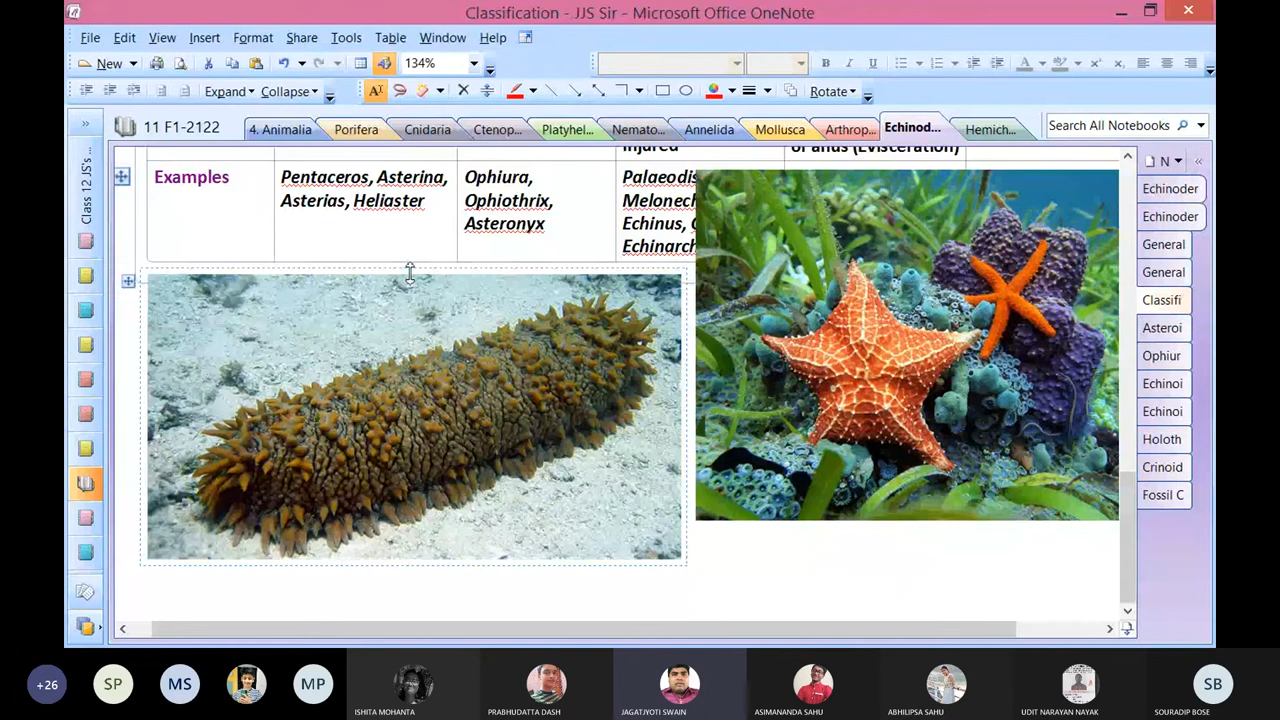 Classification - JJS Sir - Microsoft Office OneNote
File Edit View Insert Format Share Tools Table Window Help
New 134% B I U
Expand Collapse Rotate
11 F1-2122 4. Animalia Porifera Cnidaria Ctenop... Platyhel... Nemato... Annelida Mollusca Arthrop... Echinod... Hemich... Search All Notebooks
Class 12 JJS's ...
N
Injured or anus (Evisceration)
Examples Pentaceros, Asterina, Ophiura, Palaeodis
Asterias, Heliaster Ophiothrix, Melonech
Asteronyx Echinus,
Echinarch
Echinoder
Echinoder
General
General
Classifi
Asteroi
Ophiur
Echinoi
Echinoi
Holoth
Crinoid
Fossil C
+26 SP MS MP SB
ISHITA MOHANTA PRABHUDATTA DASH JAGATJYOTI SWAIN ASIMANANDA SAHU ABHILIPSA SAHU UDIT NARAYAN NAYAK SOURADIP BOSE